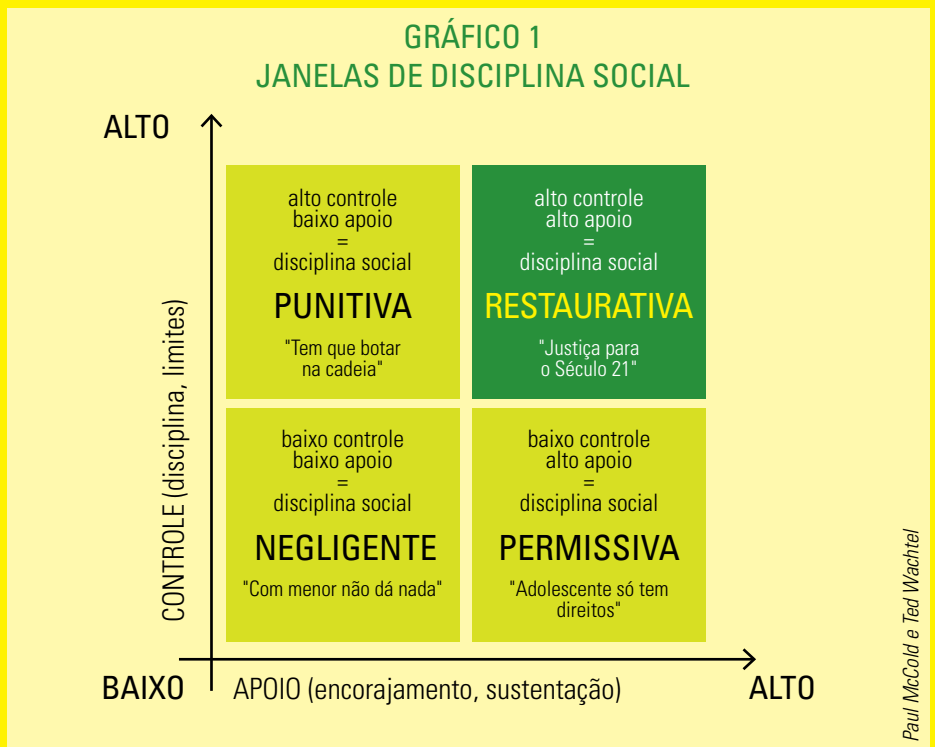 GRÁFICO 1
JANELAS DE DISCIPLINA SOCIAL
ALTO
CONTROLE (disciplina, limites)
alto controle
baixo apoio
=
disciplina social
PUNITIVA
"Tem que botar
na cadeia"
alto controle
alto apoio
=
disciplina social
RESTAURATIVA
"Justiça para
o Século 21"
baixo controle
baixo apoio
=
disciplina social
NEGLIGENTE
"Com menor não dá nada"
baixo controle
alto apoio
=
disciplina social
PERMISSIVA
"Adolescente só tem
direitos"
BAIXO
APOIO (encorajamento, sustentação)
ALTO
Paul McCold e Ted Wachtel